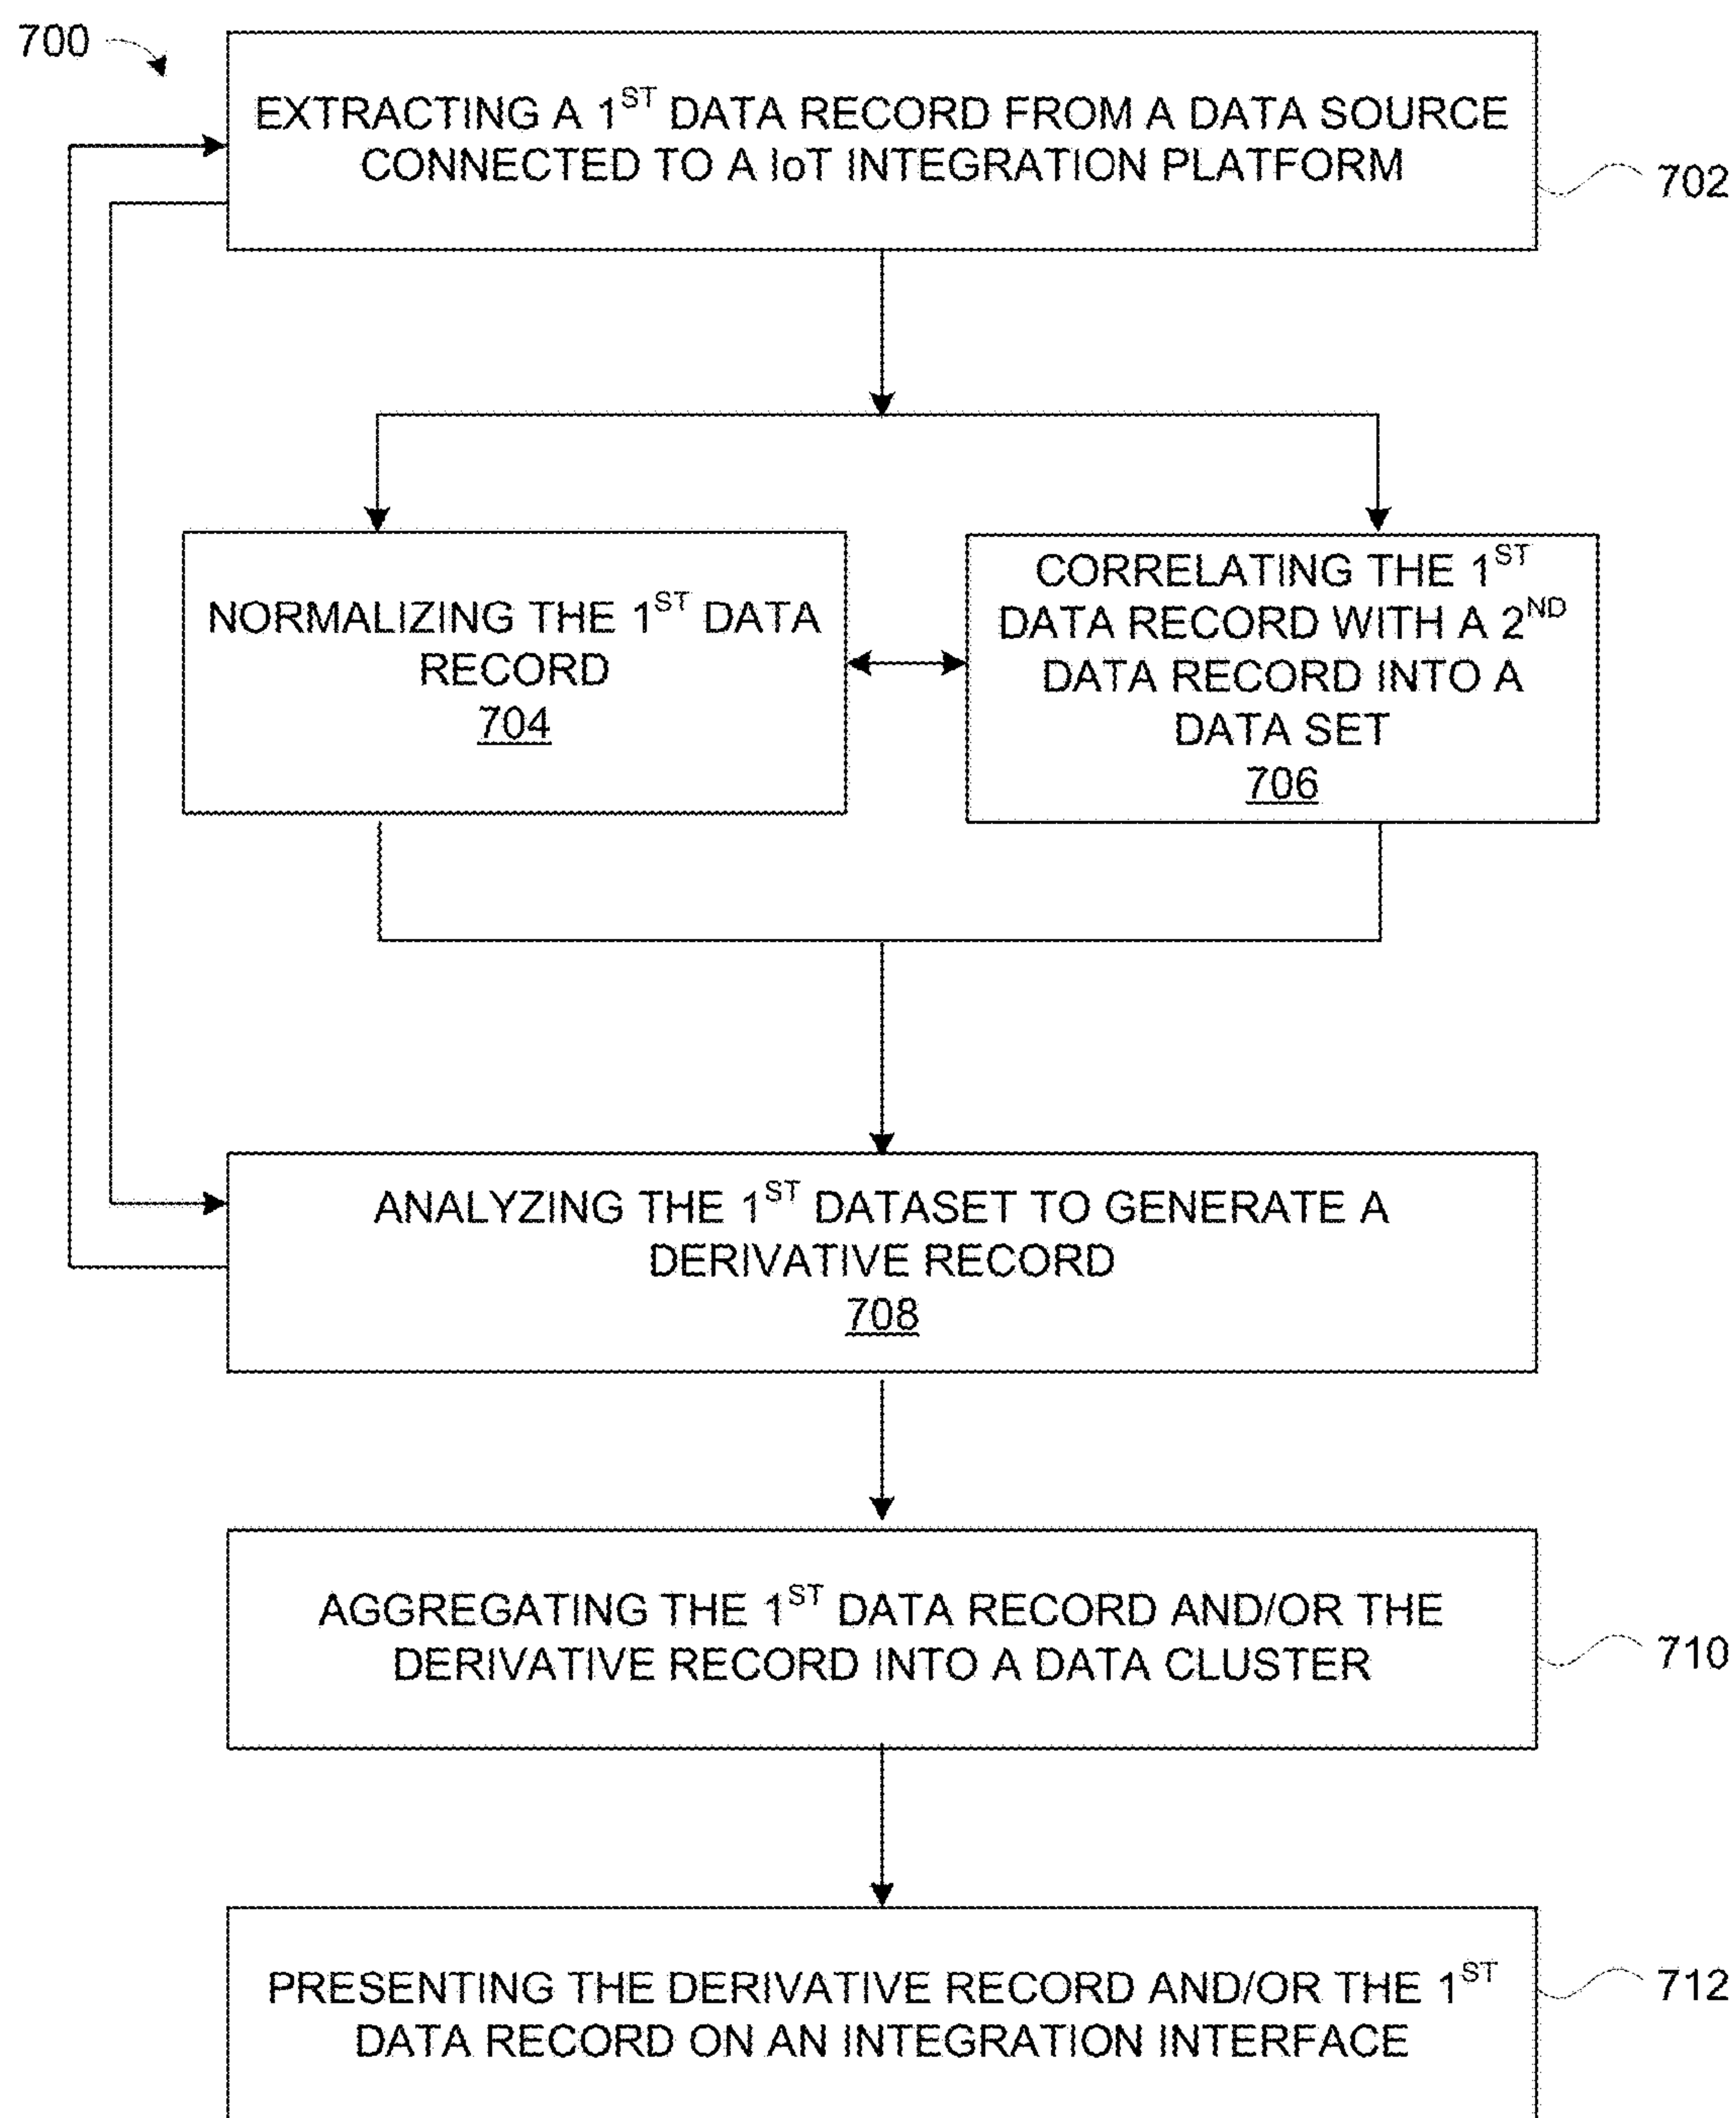 700
EXTRACTING A 1ST DATA RECORD FROM A DATA SOURCE
CONNECTED TO A IoT INTEGRATION PLATFORM
702
NORMALIZING THE 1ST DATA
RECORD
704
CORRELATING THE 1ST
DATA RECORD WITH A 2ND
DATA RECORD INTO A
DATA SET
706
ANALYZING THE 1ST DATASET TO GENERATE A
DERIVATIVE RECORD
708
AGGREGATING THE 1ST DATA RECORD AND/OR THE
DERIVATIVE RECORD INTO A DATA CLUSTER
710
PRESENTING THE DERIVATIVE RECORD AND/OR THE 1ST
DATA RECORD ON AN INTEGRATION INTERFACE
712